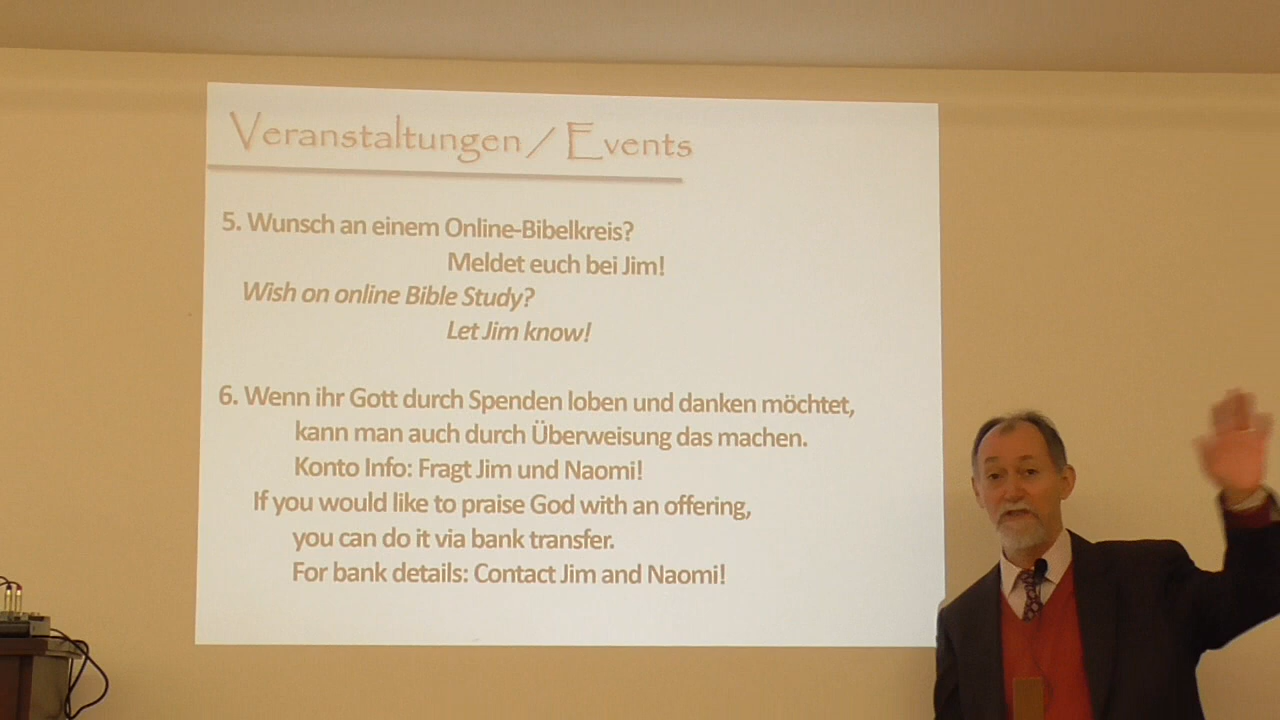 Veranstaltungen / Events
5. Wunsch an einem Online-Bibelkreis?
Meldet euch bei Jim!
Wish on online Bible Study?
Let Jim know!
6. Wenn ihr Gott durch Spenden loben und danken möchtet,
kann man auch durch Überweisung das machen.
Konto Info: Fragt Jim und Naomi!
If you would like to praise God with an offering,
you can do it via bank transfer.
For bank details: Contact Jim and Naomi!